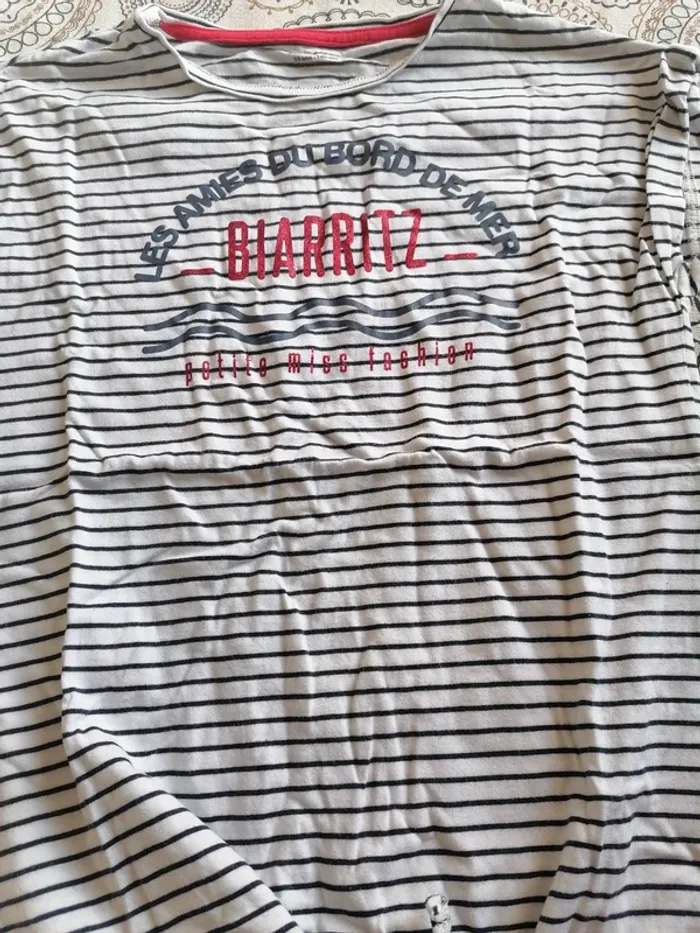 LES AMIES DU BORD DE MER
BIARRITZ
petite miss fashion